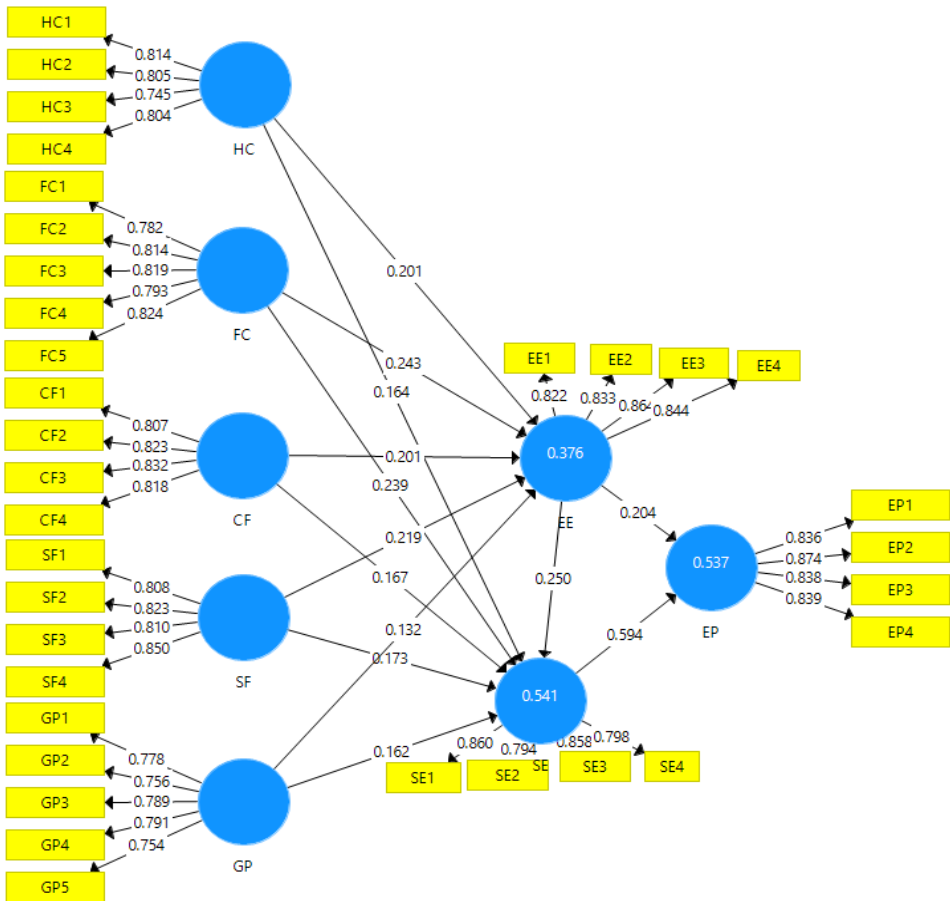 HC1
HC2
HC3
HC4
0.814
0.805
0.745
0.804
HC
FC1
FC2
FC3
FC4
FC5
0.782
0.814
0.819
0.793
0.824
FC
CF1
CF2
CF3
CF4
0.807
0.823
0.832
0.818
CF
SF1
SF2
SF3
SF4
0.808
0.823
0.810
0.850
SF
GP1
GP2
GP3
GP4
GP5
0.778
0.756
0.789
0.791
0.754
GP
0.201
0.243
0.164
0.201
0.239
0.219
0.167
0.132
0.173
0.162
EE1
EE2
EE3
EE4
0.822
0.833
0.864
0.844
0.376
EE
0.204
0.250
0.594
0.541
SE
0.860
0.794
0.858
0.798
SE1
SE2
SE3
SE4
0.537
EP
0.836
0.874
0.838
0.839
EP1
EP2
EP3
EP4